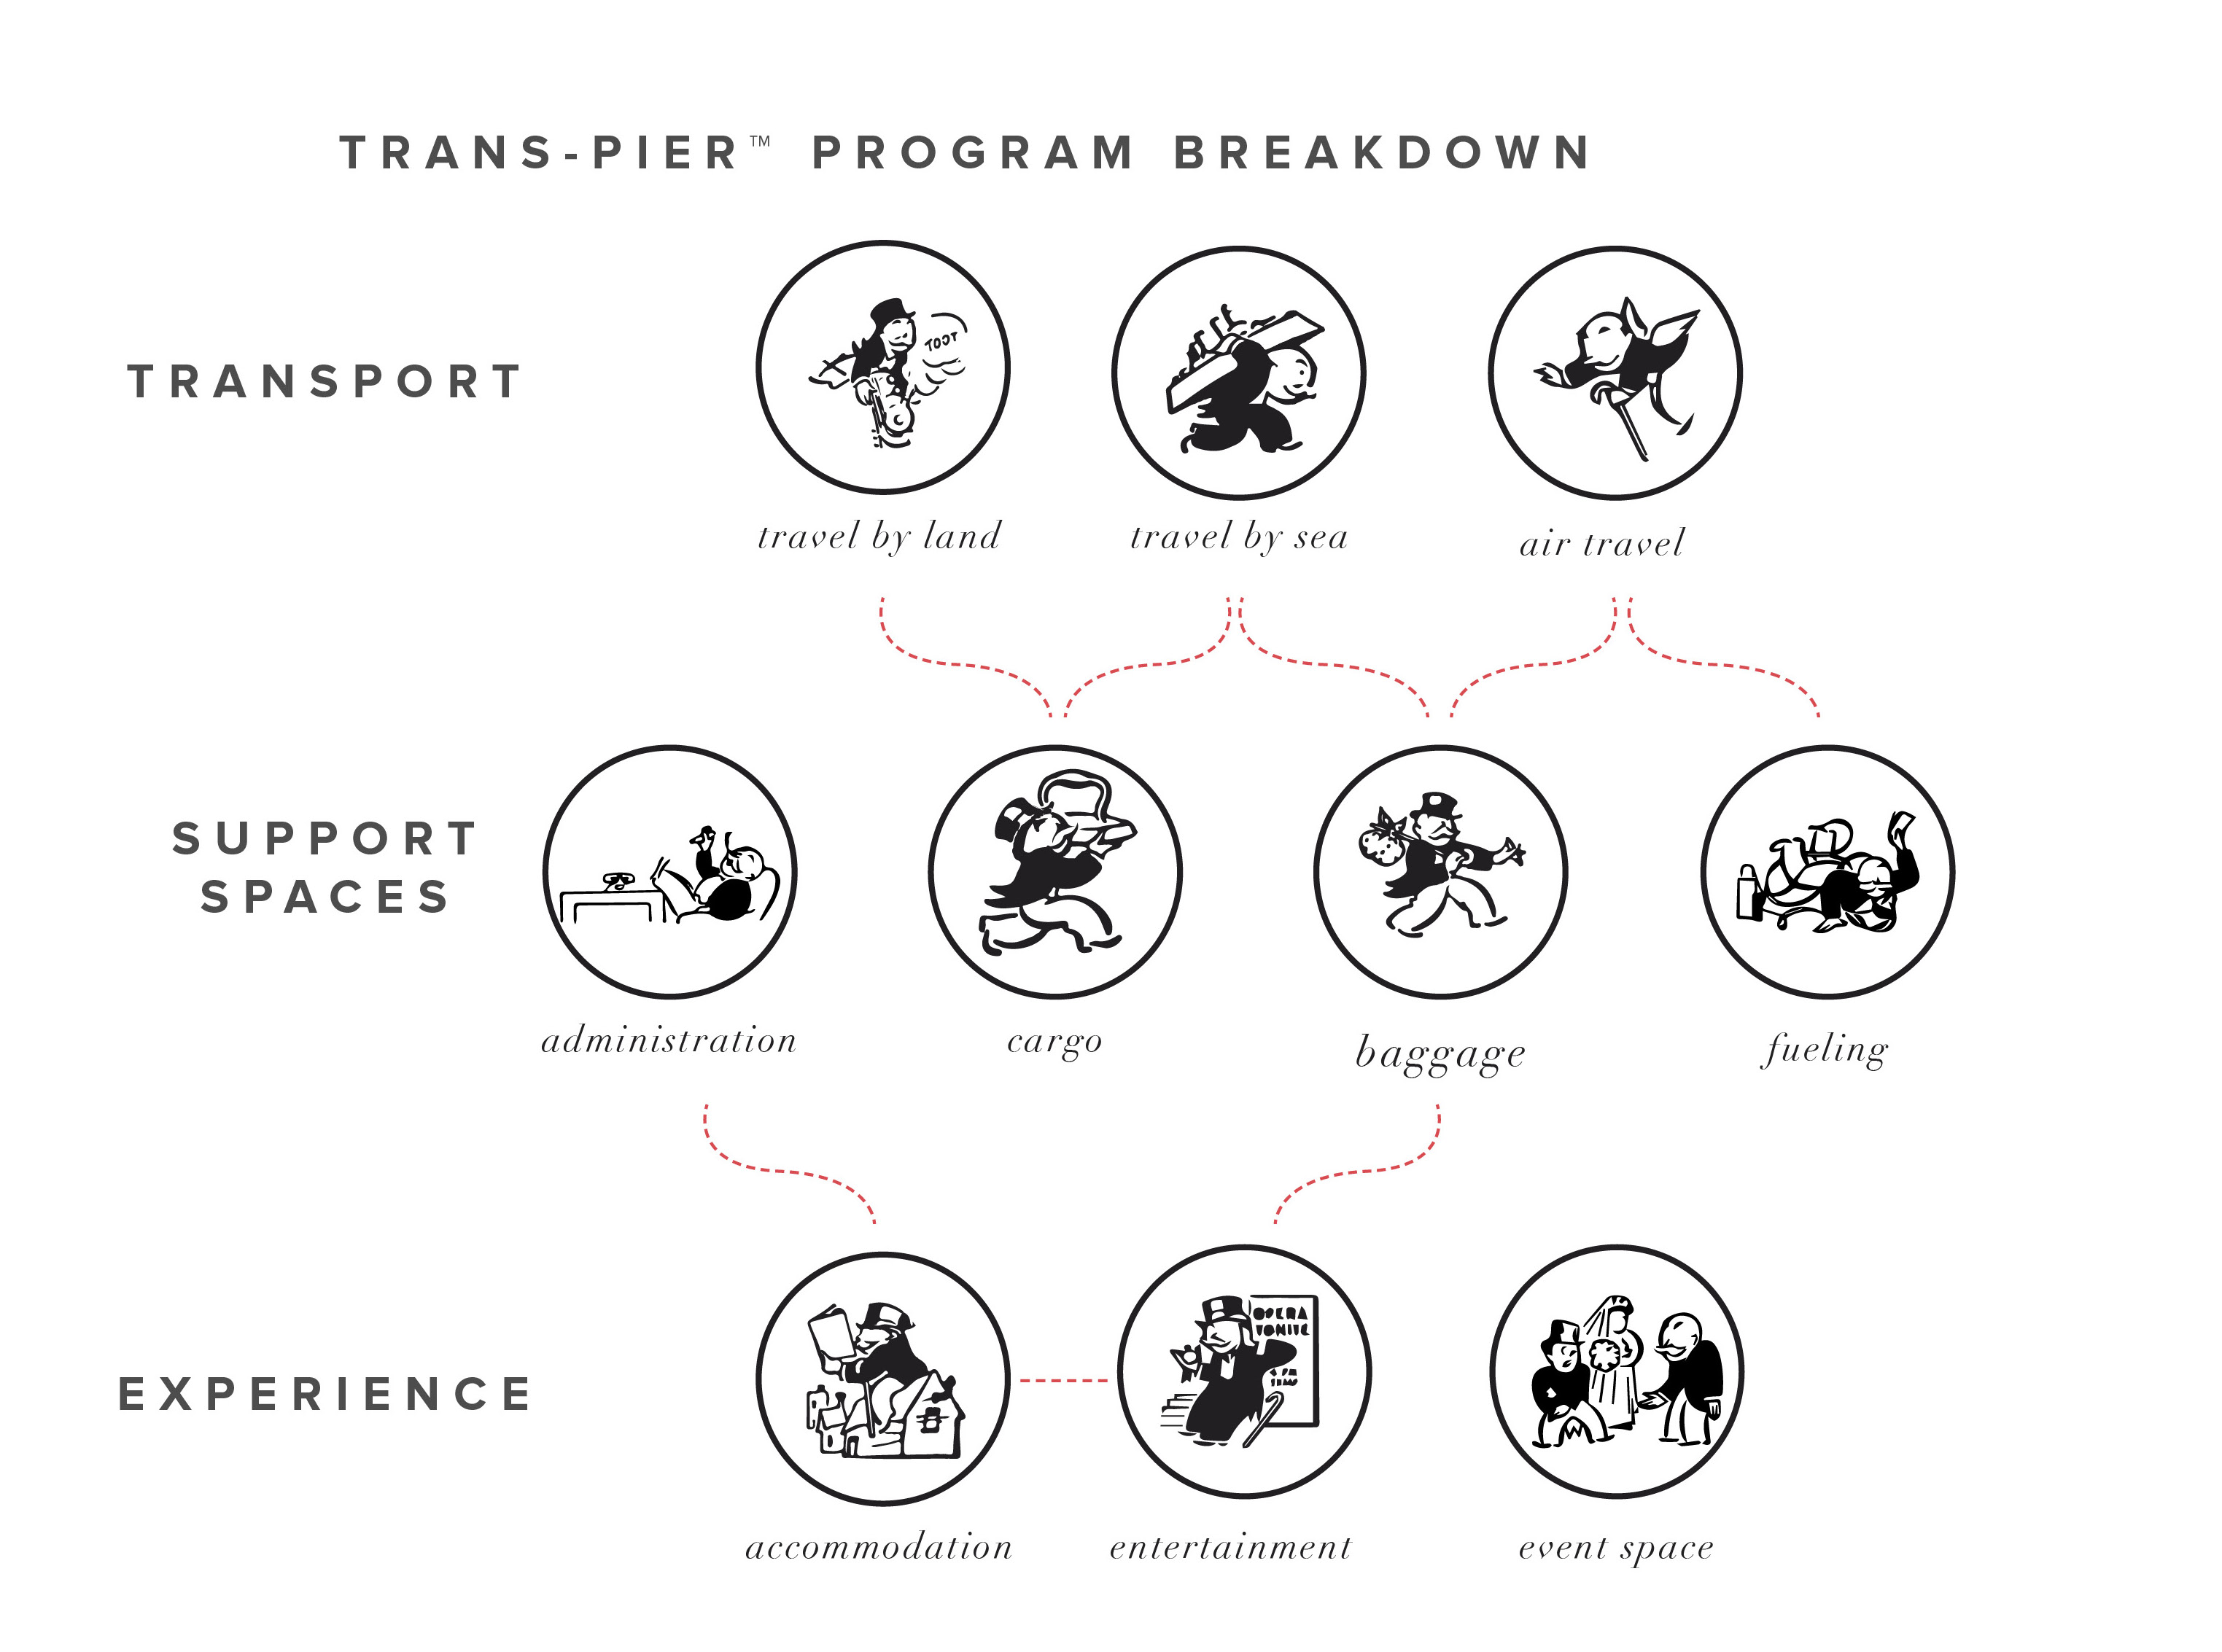 TRANS-PIER™ PROGRAM BREAKDOWN
TRANSPORT
TOOT
travel by land
travel by sea
air travel
SUPPORT
SPACES
administration
cargo
baggage
fueling
EXPERIENCE
OPERA
TONITE
accommodation
entertainment
event space